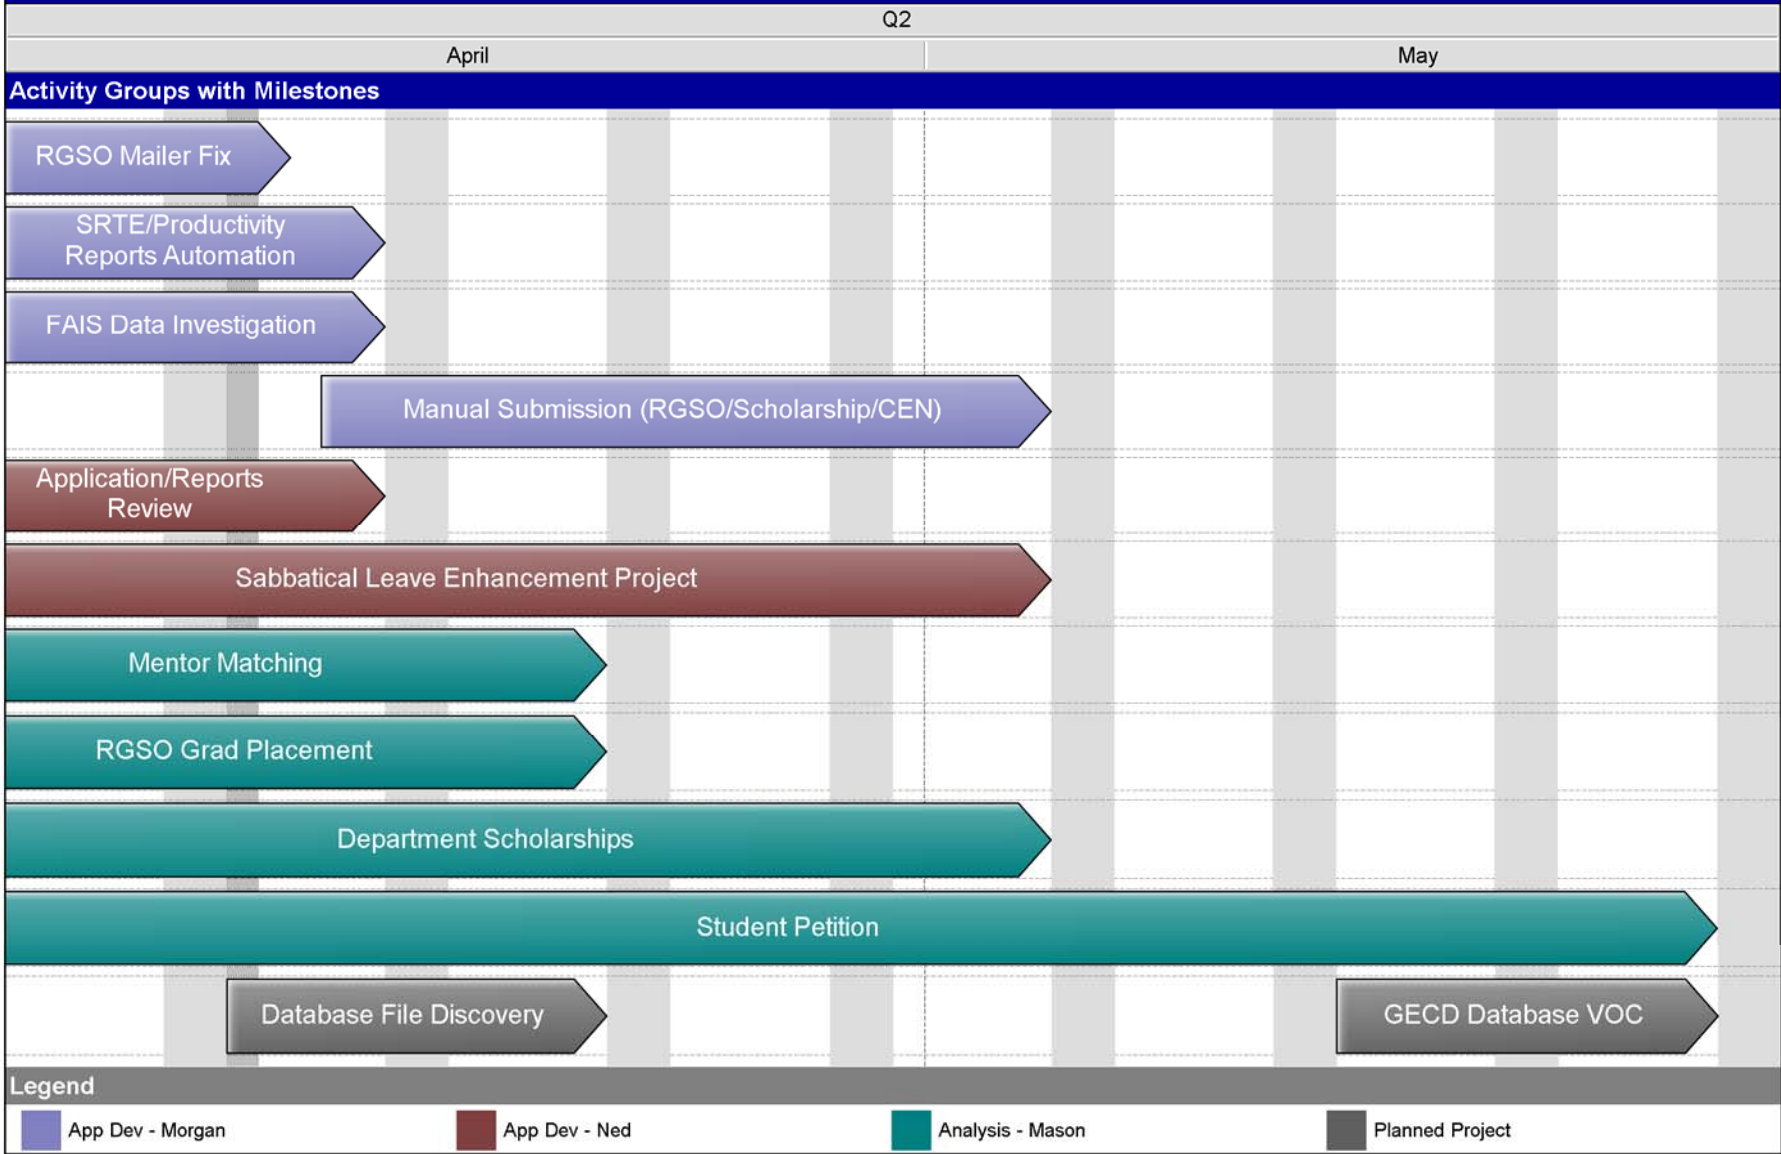 Q2
April
May
Activity Groups with Milestones
RGSO Mailer Fix
SRTE/Productivity
Reports Automation
FAIS Data Investigation
Manual Submission (RGSO/Scholarship/CEN)
Application/Reports
Review
Sabbatical Leave Enhancement Project
Mentor Matching
RGSO Grad Placement
Department Scholarships
Student Petition
Database File Discovery
GECD Database VOC
Legend
App Dev - Morgan
App Dev - Ned
Analysis - Mason
Planned Project